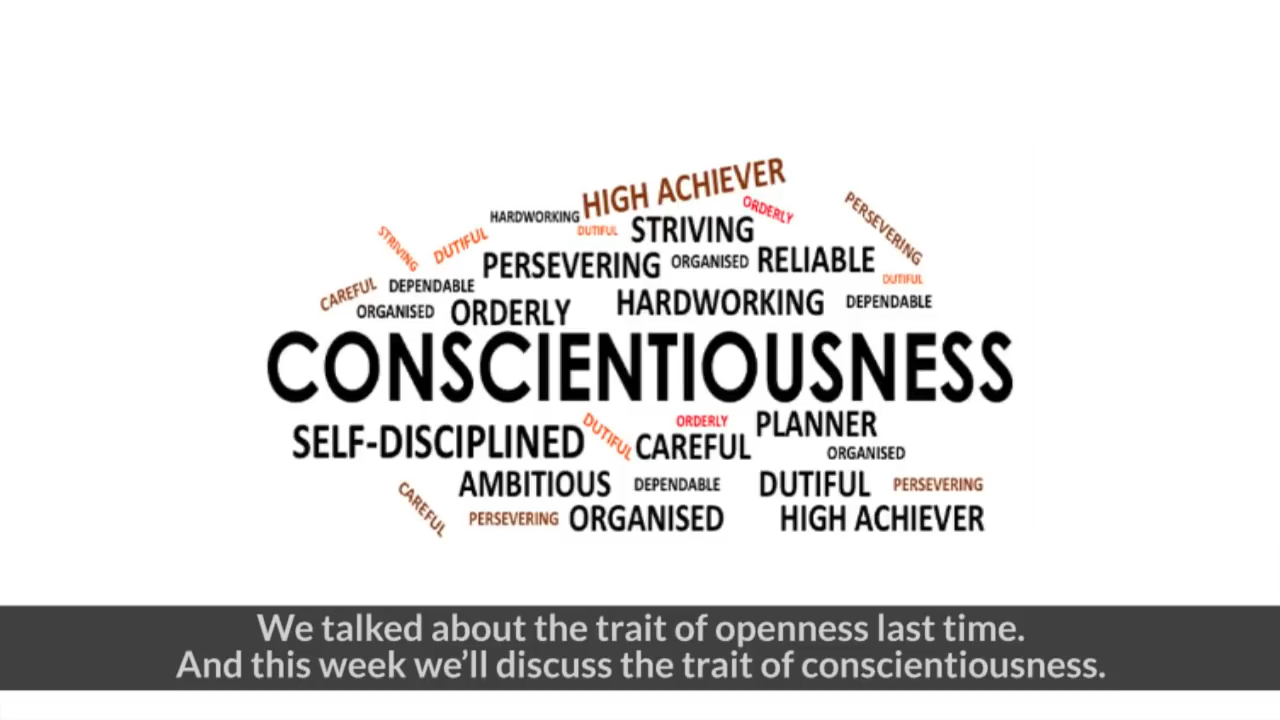 HIGH ACHIEVER
HARDWORKING
DUTIFUL
STRIVING
ORDERLY
PERSEVERING
STRIVING
DUTIFUL
PERSEVERING
ORGANISED
RELIABLE
DUTIFUL
CAREFUL
DEPENDABLE
ORGANISED
ORDERLY
HARDWORKING
DEPENDABLE
CONSCIENTIOUSNESS
SELF-DISCIPLINED
DUTIFUL
ORDERLY
CAREFUL
PLANNER
ORGANISED
CAREFUL
AMBITIOUS
DEPENDABLE
DUTIFUL
PERSEVERING
PERSEVERING
ORGANISED
HIGH ACHIEVER
We talked about the trait of openness last time.
And this week we'll discuss the trait of conscientiousness.